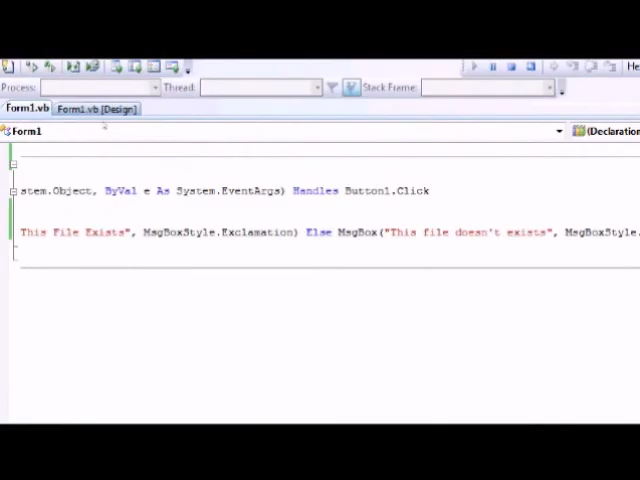 He
Process: Thread: Stack Frame:
Form1.vb Form1.vb [Design]
Form1 (Declaration
stem.Object, ByVal e As System.EventArgs) Handles Button1.Click
This File Exists", MsgBoxStyle.Exclamation) Else MsgBox("This file doesn't exists", MsgBoxStyle.